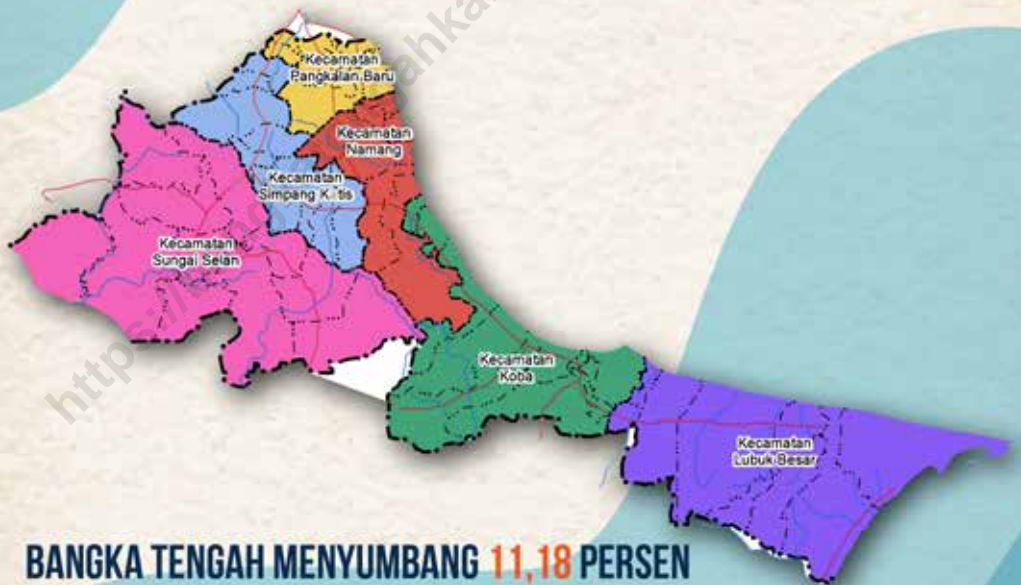 Kecamatan
Pangkalan Baru
Kecamatan
Namang
Kecamatan
Simpang Katis
Kecamatan
Sungai Selan
Kecamatan
Koba
Kecamatan
Lubuk Besar
BANGKA TENGAH MENYUMBANG 11,18 PERSEN